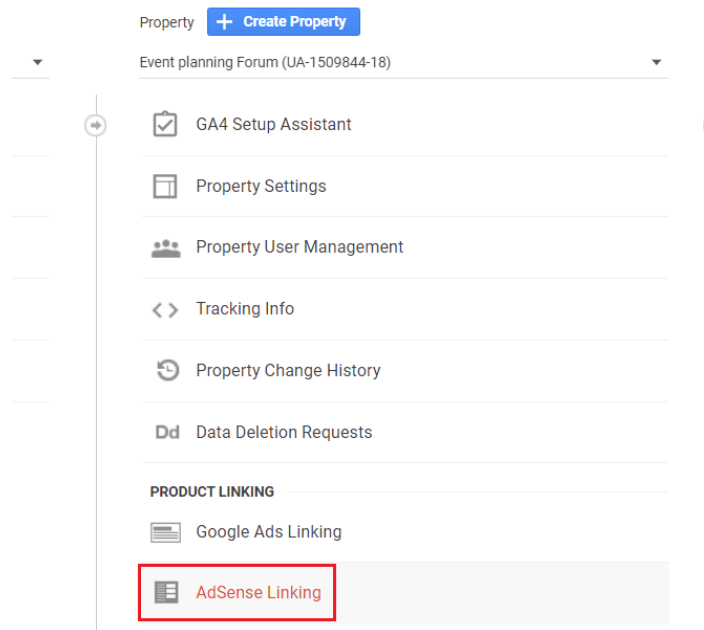 Property + Create Property
Event planning Forum (UA-1509844-18)
GA4 Setup Assistant
Property Settings
Property User Management
Tracking Info
Property Change History
Dd Data Deletion Requests
PRODUCT LINKING
Google Ads Linking
AdSense Linking